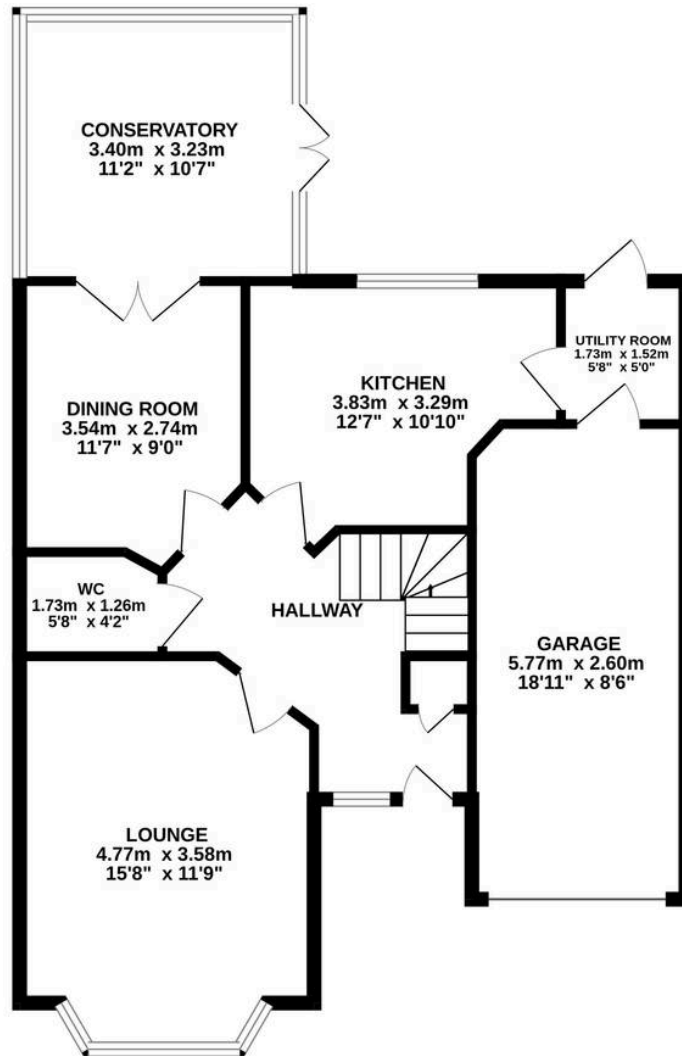 CONSERVATORY
3.40m x 3.23m
11'2" x 10'7"
UTILITY ROOM
1.73m x 1.52m
5'8" x 5'0"
KITCHEN
3.83m x 3.29m
12'7" x 10'10"
DINING ROOM
3.54m x 2.74m
11'7" x 9'0"
WC
1.73m x 1.26m
5'8" x 4'2"
HALLWAY
GARAGE
5.77m x 2.60m
18'11" x 8'6"
LOUNGE
4.77m x 3.58m
15'8" x 11'9"